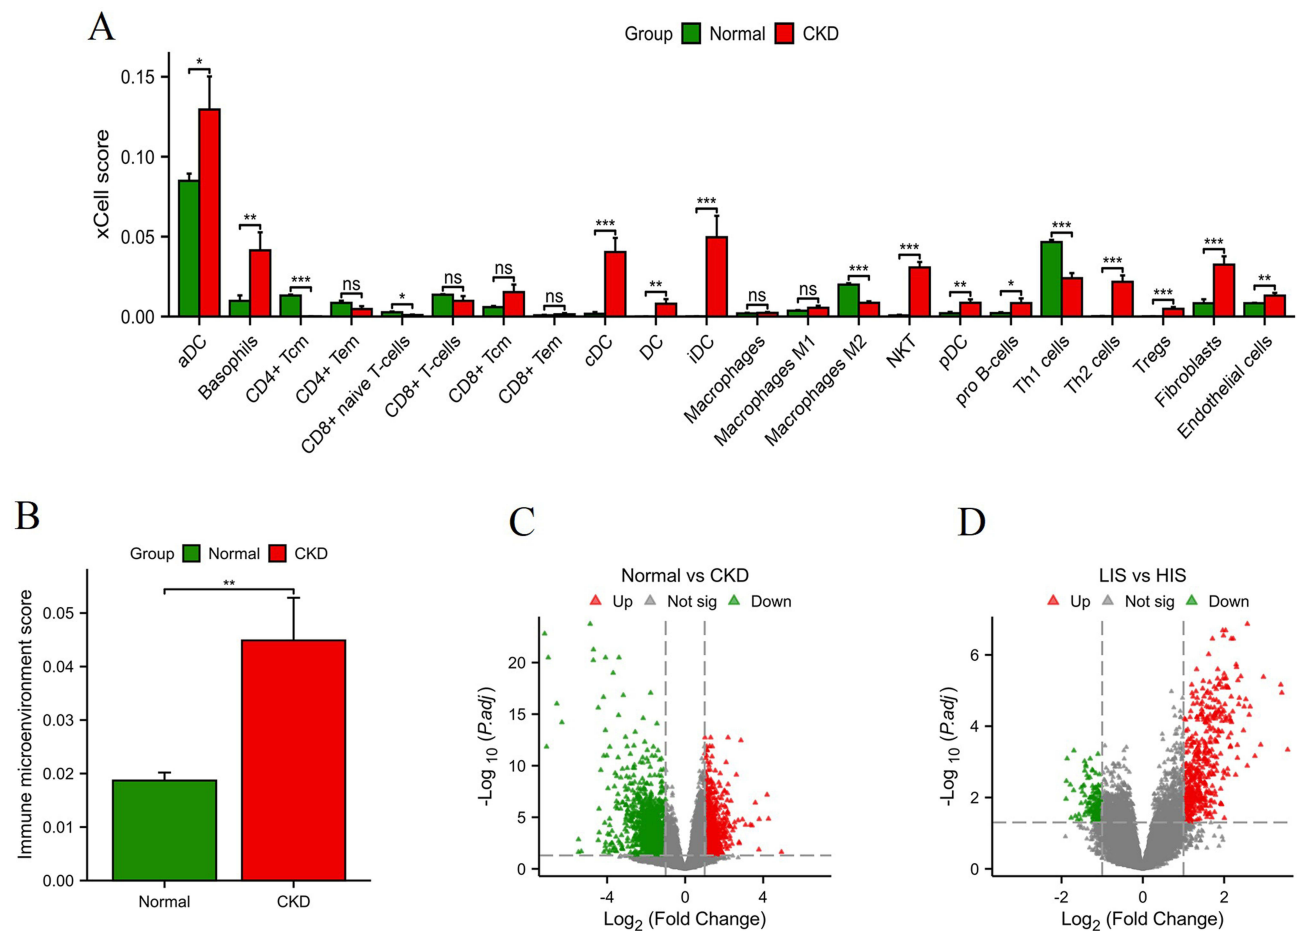 A
Group Normal CKD
xCell score
0.15
0.10
0.05
0.00
* ** *** ns * ns ns ns *** ** *** ns ns *** *** ** * *** *** *** *** **
aDC
Basophils
CD4+ Tcm
CD4+ Tem
CD8+ naive T-cells
CD8+ T-cells
CD8+ Tcm
CD8+ Tem
cDC
DC
iDC
Macrophages
Macrophages M1
Macrophages M2
NKT
pDC
pro B-cells
Th1 cells
Th2 cells
Tregs
Fibroblasts
Endothelial cells
B
Group Normal CKD
Immune microenvironment score
**
0.05
0.04
0.03
0.02
0.01
0.00
Normal CKD
C
Normal vs CKD
Up Not sig Down
-Log10 (P.adj)
20
15
10
5
0
-4 0 4
Log2 (Fold Change)
D
LIS vs HIS
Up Not sig Down
-Log10 (P.adj)
6
4
2
0
-2 0 2
Log2 (Fold Change)